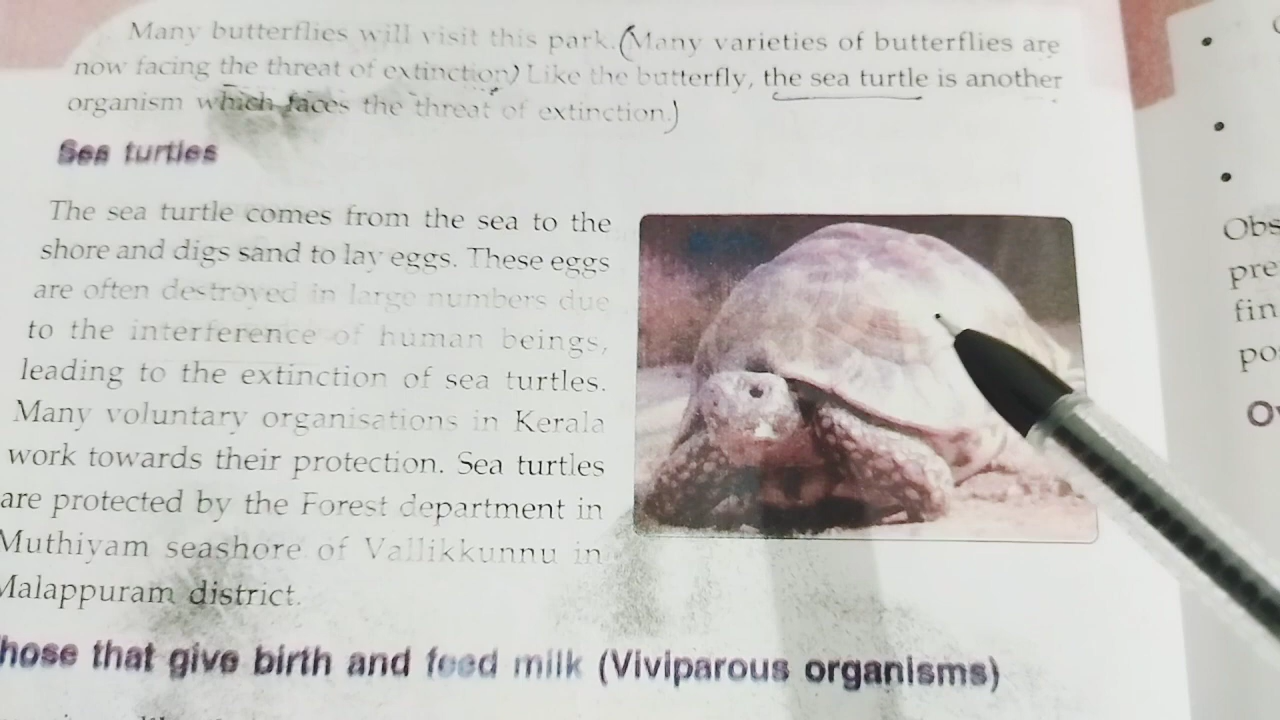 Many butterflies will visit this park. (Many varieties of butterflies are
now facing the threat of extinction) Like the butterfly, the sea turtle is another
organism which faces the threat of extinction.)
Sea turtles
The sea turtle comes from the sea to the
shore and digs sand to lay eggs. These eggs
are often destroyed in large numbers due
to the interference of human beings,
leading to the extinction of sea turtles.
Many voluntary organisations in Kerala
work towards their protection. Sea turtles
are protected by the Forest department in
Muthiyam seashore of Vallikkunnu in
Malappuram district.
hose that give birth and feed milk (Viviparous organisms)
Obs
pre
fin
po